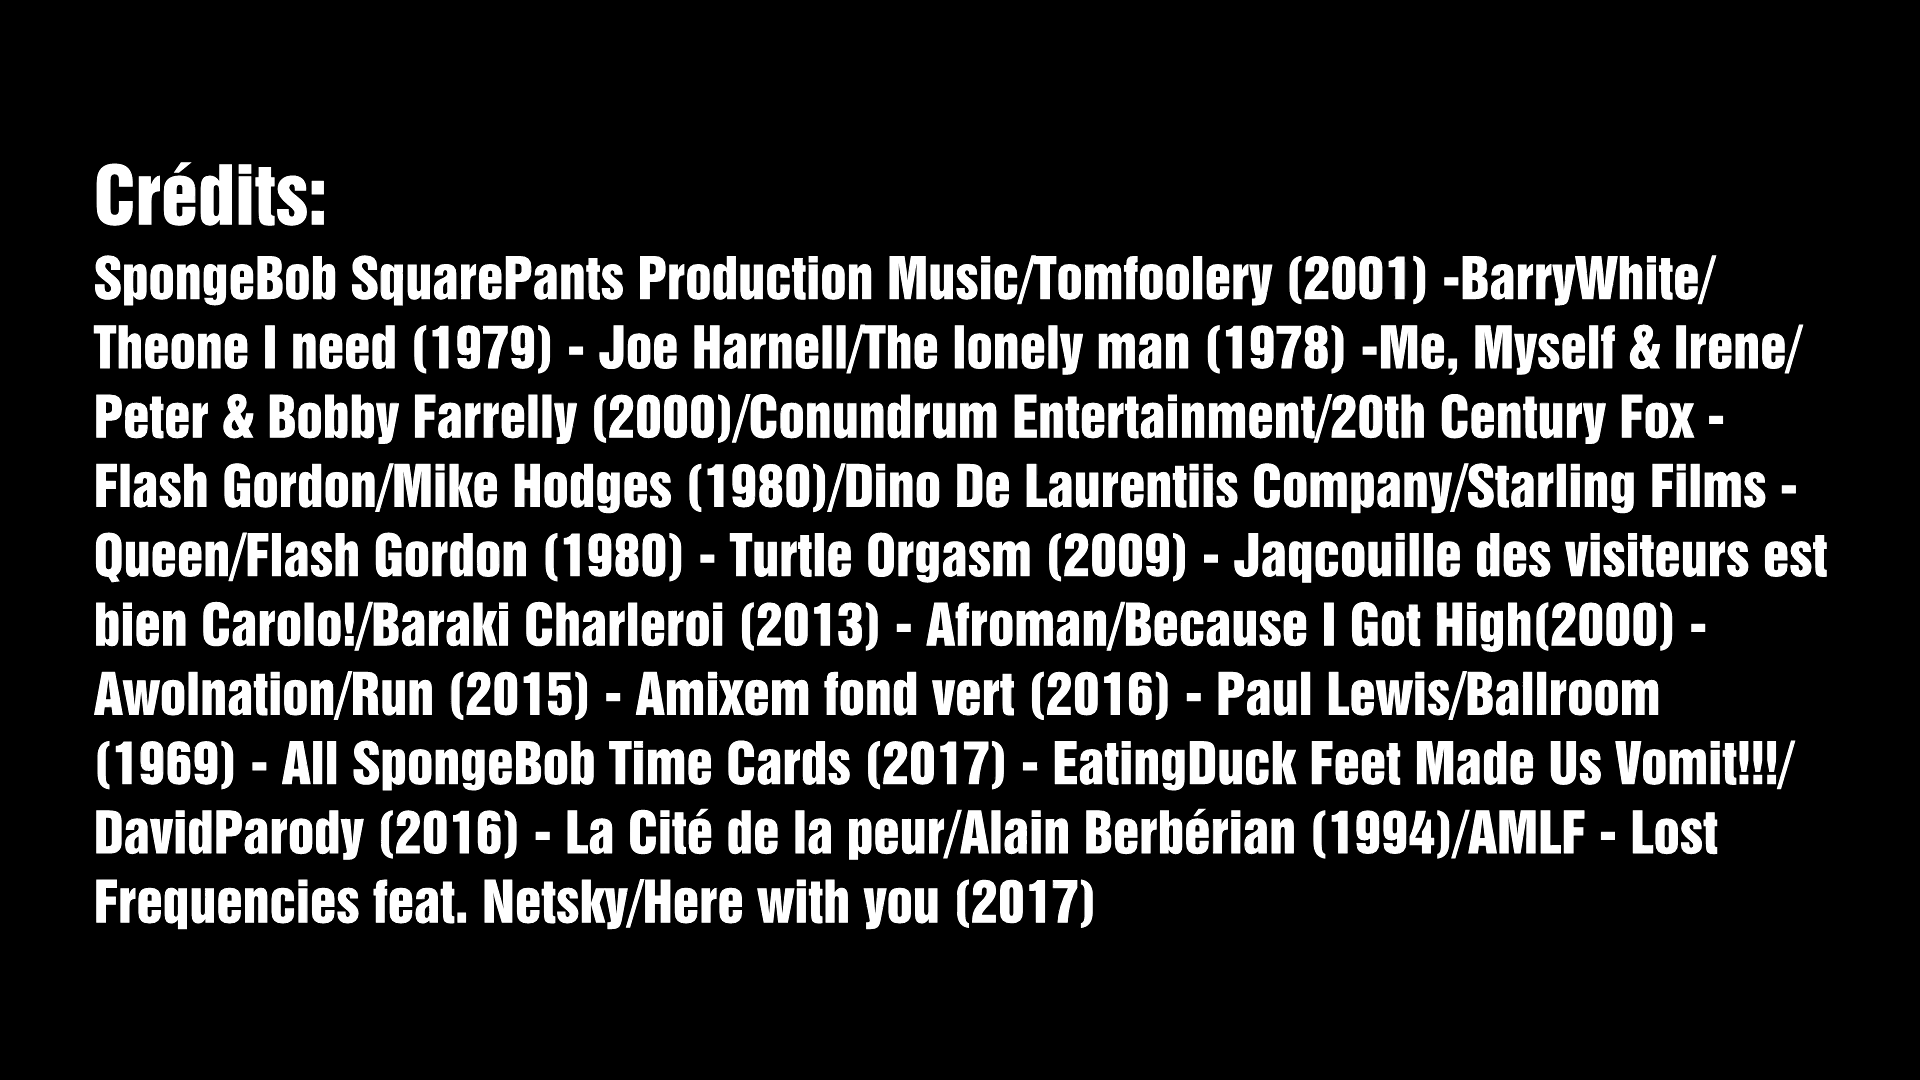 Crédits:
SpongeBob SquarePants Production Music/Tomfoolery (2001) -BarryWhite/
Theone I need (1979) - Joe Harnell/The lonely man (1978) -Me, Myself & Irene/
Peter & Bobby Farrelly (2000)/Conundrum Entertainment/20th Century Fox -
Flash Gordon/Mike Hodges (1980)/Dino De Laurentiis Company/Starling Films -
Queen/Flash Gordon (1980) - Turtle Orgasm (2009) - Jaqcouille des visiteurs est
bien Carolo!/Baraki Charleroi (2013) - Afroman/Because I Got High(2000) -
Awolnation/Run (2015) - Amixem fond vert (2016) - Paul Lewis/Ballroom
(1969) - All SpongeBob Time Cards (2017) - EatingDuck Feet Made Us Vomit!!!/
DavidParody (2016) - La Cité de la peur/Alain Berbérian (1994)/AMLF - Lost
Frequencies feat. Netsky/Here with you (2017)